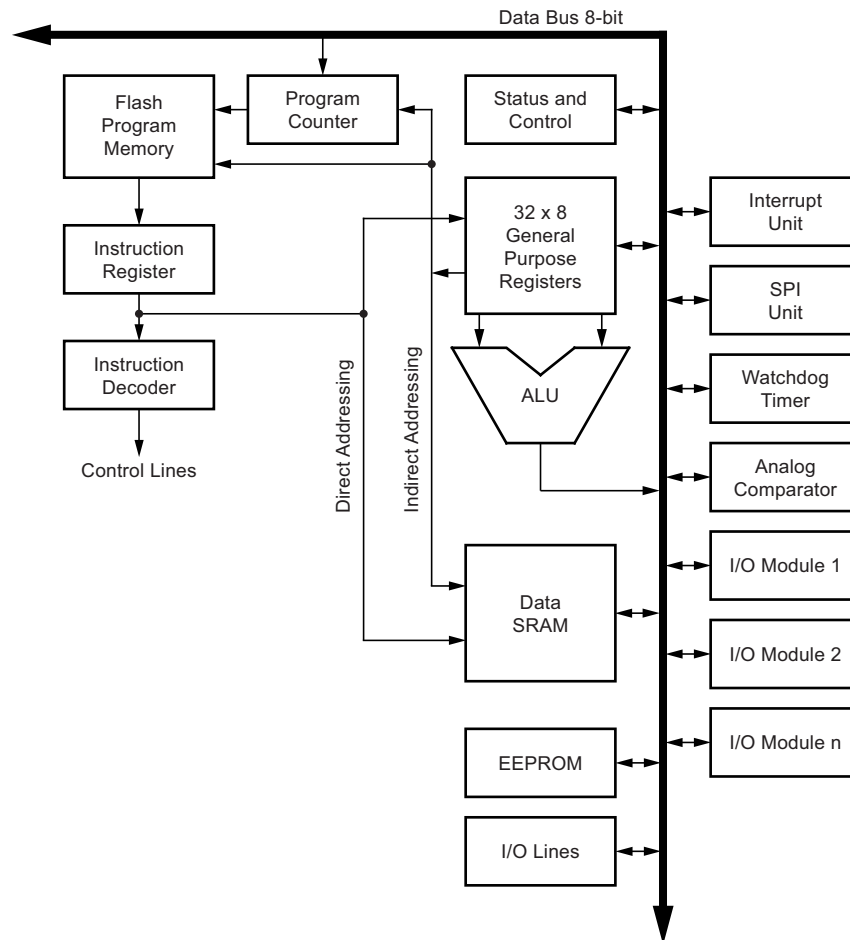 Data Bus 8-bit
Flash
Program
Memory
Program
Counter
Status and
Control
32 x 8
General
Purpose
Registers
Interrupt
Unit
Instruction
Register
SPI
Unit
Instruction
Decoder
Direct Addressing
Indirect Addressing
ALU
Watchdog
Timer
Control Lines
Analog
Comparator
Data
SRAM
I/O Module 1
I/O Module 2
EEPROM
I/O Module n
I/O Lines